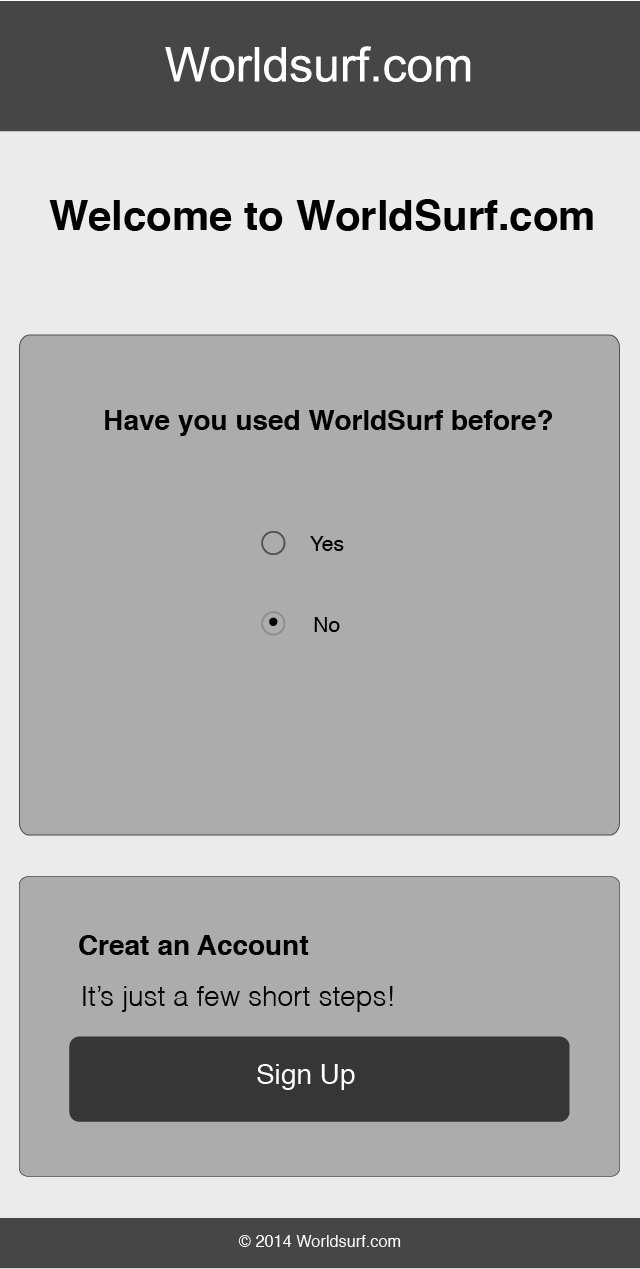 Worldsurf.com
Welcome to WorldSurf.com
Have you used WorldSurf before?
Yes
No
Creat an Account
It’s just a few short steps!
Sign Up
© 2014 Worldsurf.com